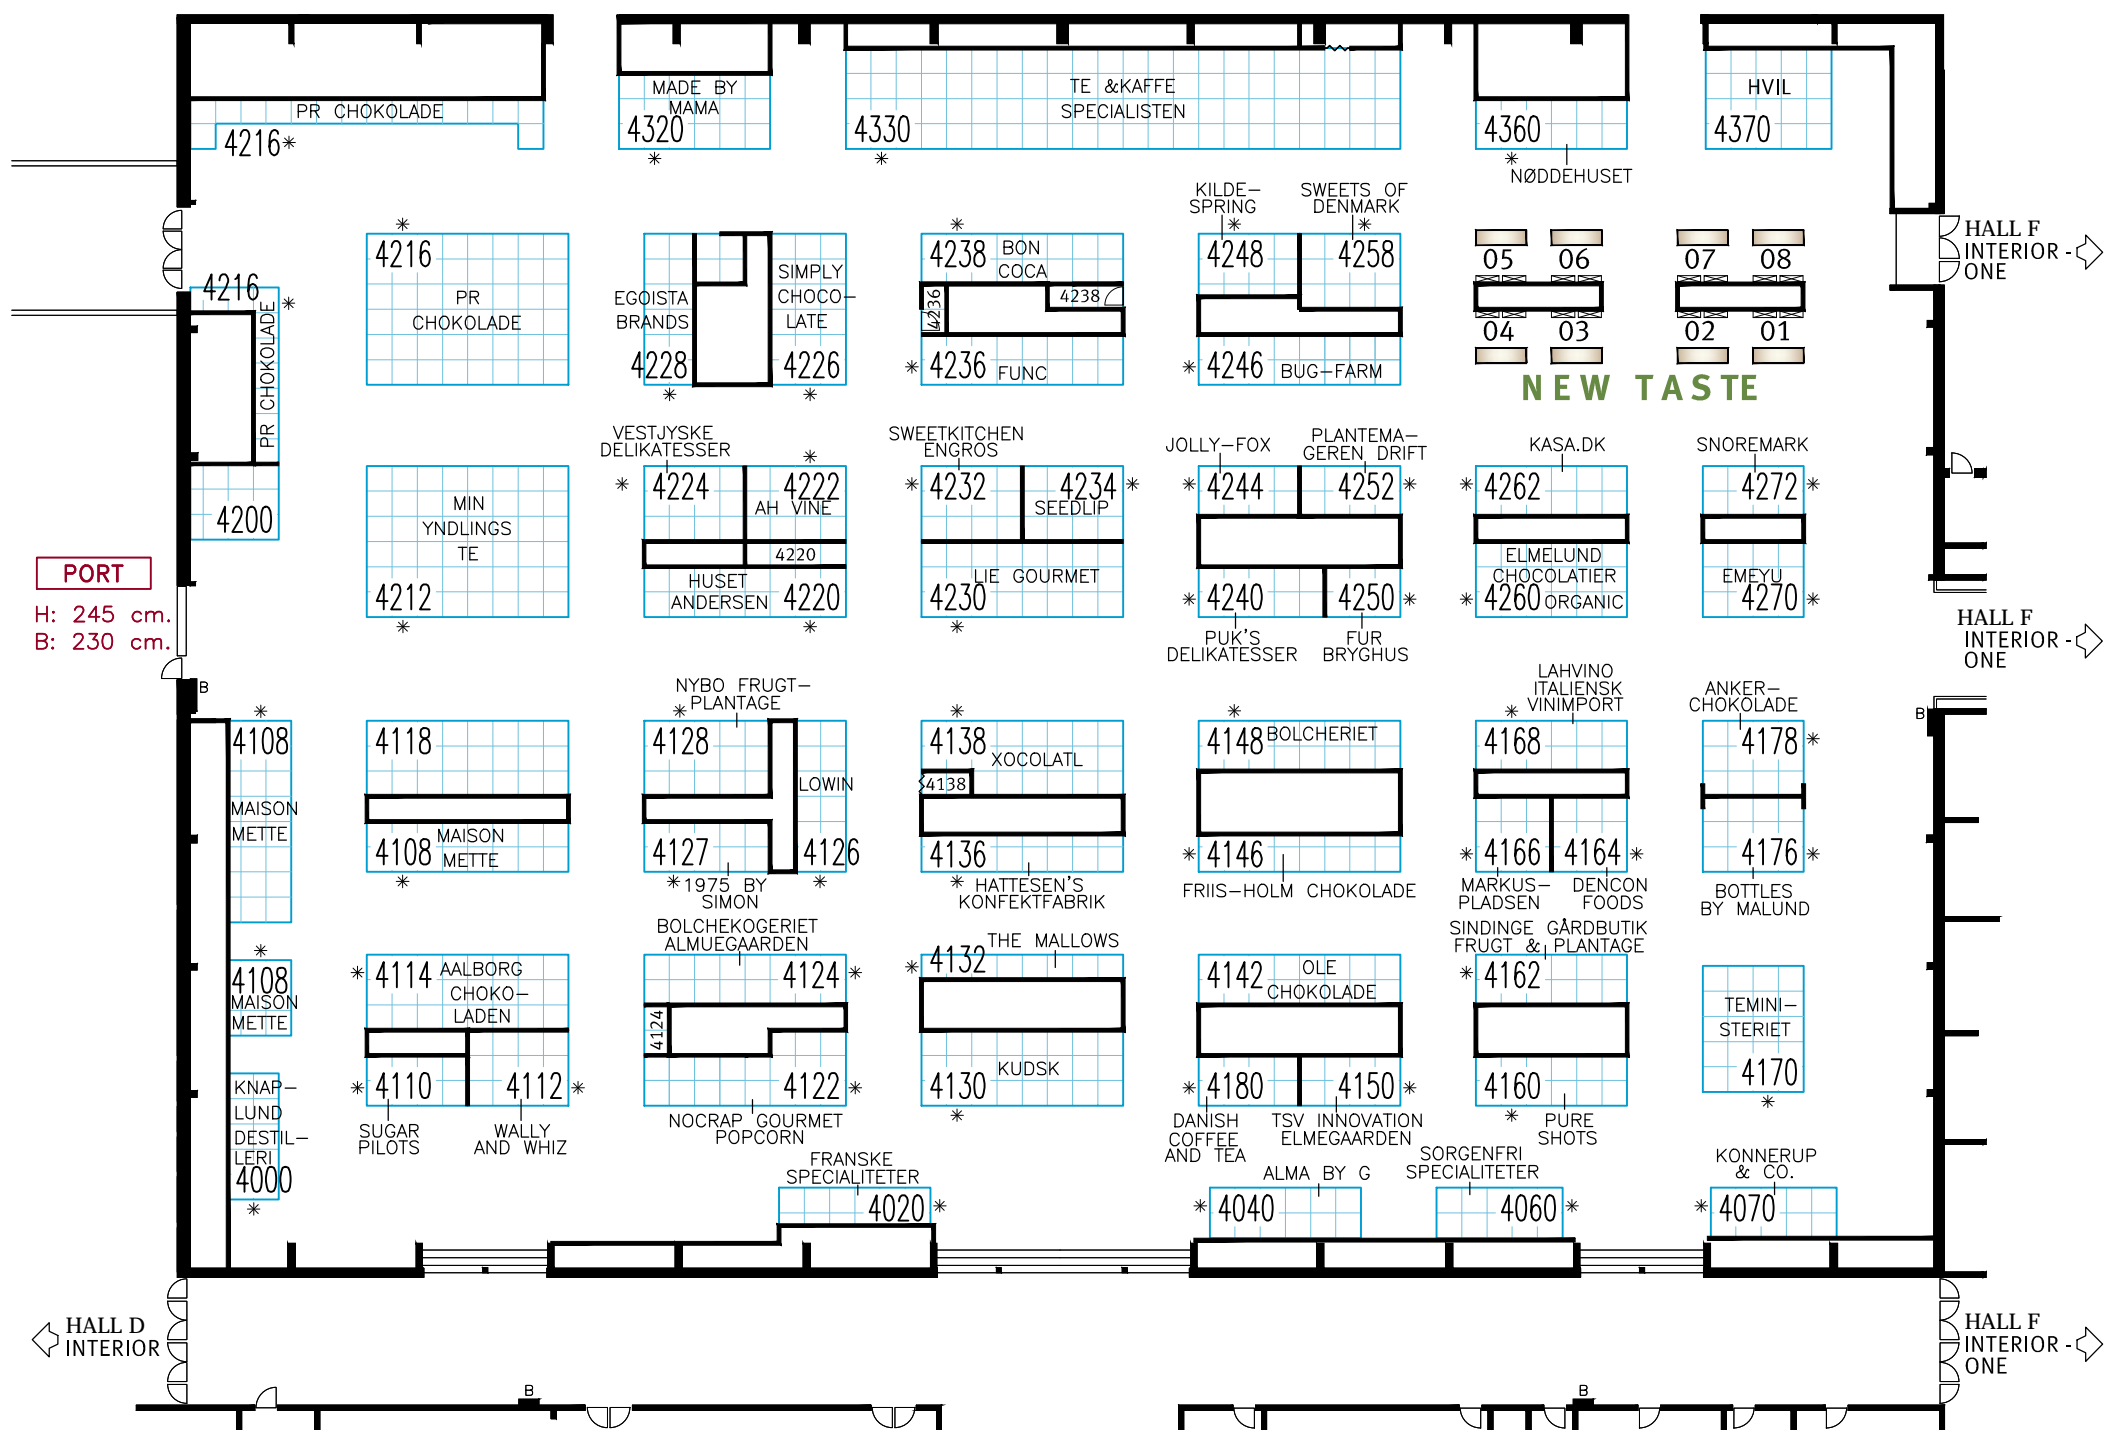 PR CHOKOLADE
4216*
MADE BY
MAMA
4320
*
TE &KAFFE
SPECIALISTEN
4330
*
4360
*
NØDDEHUSET
HVIL
4370
*
4216
PR
CHOKOLADE
4216
*
PR CHOKOLADE
4200
EGOISTA
BRANDS
4228
*
SIMPLY
CHOCO-
LATE
4226
*
*
4238
BON
COCA
4236
4238
*
4236
FUNC
KILDE-
SPRING
*
4248
SWEETS OF
DENMARK
*
4258
*
4246
BUG-FARM
05
06
07
08
04
03
02
01
NEW TASTE
HALL F
INTERIOR -
ONE
MIN
YNDLINGS
TE
4212
*
VESTJYSKE
DELIKATESSER
*
4224
*
4222
AH VINE
4220
HUSET
ANDERSEN
4220
*
SWEETKITCHEN
ENGROS
*
4232
4234
*
SEEDLIP
LIE GOURMET
4230
*
JOLLY-FOX
*
4244
PLANTEMA-
GEREN DRIFT
4252
*
*
4240
PUK'S
DELIKATESSER
4250
*
FUR
BRYGHUS
KASA.DK
*
4262
ELMELUND
CHOCOLATIER
*
4260
ORGANIC
SNOREMARK
4272
*
EMEYU
4270
*
PORT
H: 245 cm.
B: 230 cm.
HALL F
INTERIOR -
ONE
B
B
*
4108
MAISON
METTE
4118
MAISON
4108
METTE
*
NYBO FRUGT-
PLANTAGE
*
4128
LOWIN
4127
*
1975 BY
SIMON
4126
*
*
4138
XOCOLATL
4138
4136
*
HATTESEN'S
KONFEKTFABRIK
*
4148
BOLCHERIET
*
4146
FRIIS-HOLM CHOKOLADE
LAHVINO
ITALIENSK
VINIMPORT
*
4168
*
4166
MARKUS-
PLADSEN
4164
*
DENCON
FOODS
ANKER-
CHOKOLADE
4178
*
4176
*
BOTTLES
BY MALUND
*
4108
MAISON
METTE
*
4114
AALBORG
CHOKO-
LADEN
*
4110
SUGAR
PILOTS
4112
*
WALLY
AND WHIZ
BOLCHEKOGERIET
ALMUEGAARDEN
4124
*
4124
4122
*
NOCRAP GOURMET
POPCORN
*
4132
THE MALLOWS
4130
KUDSK
*
4142
OLE
CHOKOLADE
*
4180
DANISH
COFFEE
AND TEA
4150
*
TSV INNOVATION
ELMEGAARDEN
SINDINGE GÅRDBUTIK
FRUGT & PLANTAGE
*
4162
4160
*
PURE
SHOTS
TEMINI-
STERIET
4170
*
KNAP-
LUND
DESTIL-
LERI
4000
*
FRANSKE
SPECIALITETER
4020
*
ALMA BY G
*
4040
SORGENFRI
SPECIALITETER
4060
*
KONNERUP
& CO.
*
4070
HALL D
INTERIOR
HALL F
INTERIOR -
ONE
B
B